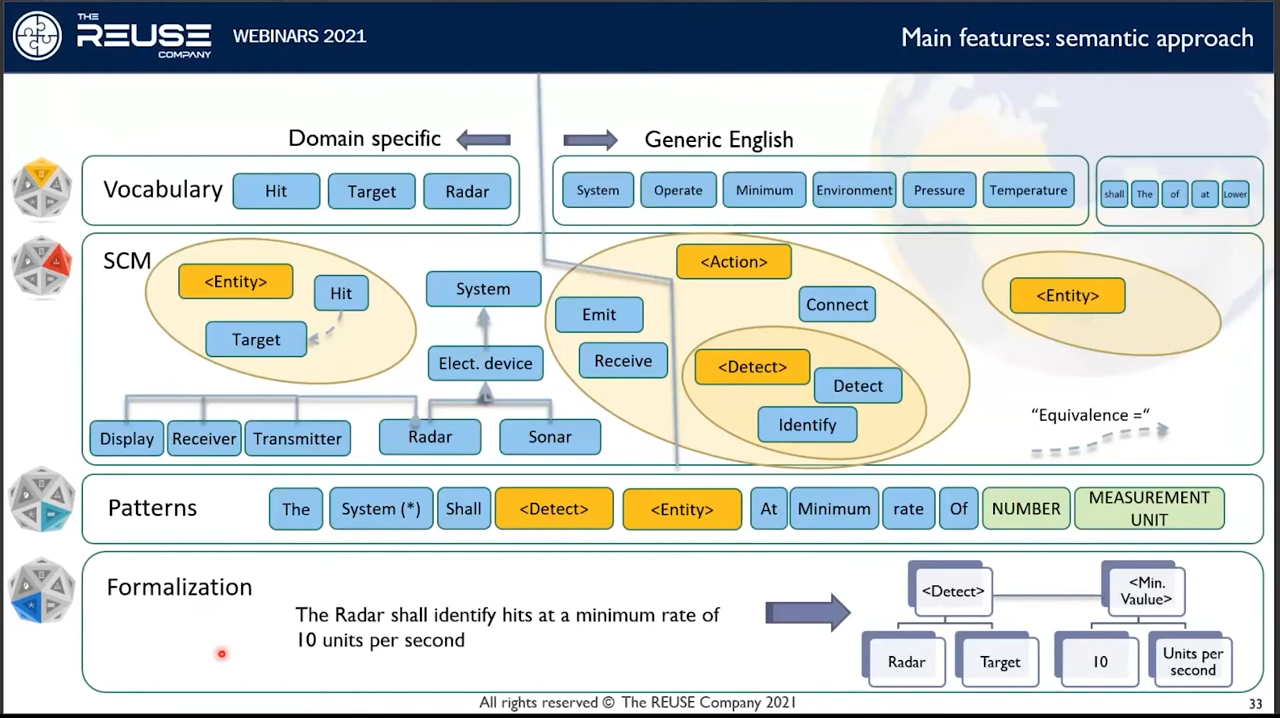 THE
REUSE
COMPANY
WEBINARS 2021
Main features: semantic approach
Domain specific
Generic English
Vocabulary
Hit
Target
Radar
System
Operate
Minimum
Environment
Pressure
Temperature
shall
The
of
at
Lower
SCM
<Entity>
Hit
Target
System
Elect. device
Display
Receiver
Transmitter
Radar
Sonar
<Action>
Emit
Receive
Connect
<Detect>
Detect
Identify
<Entity>
“Equivalence =“
Patterns
The
System (*)
Shall
<Detect>
<Entity>
At
Minimum
rate
Of
NUMBER
MEASUREMENT
UNIT
Formalization
The Radar shall identify hits at a minimum rate of
10 units per second
<Detect>
<Min.
Vaulue>
Radar
Target
10
Units per
second
All rights reserved © The REUSE Company 2021
33